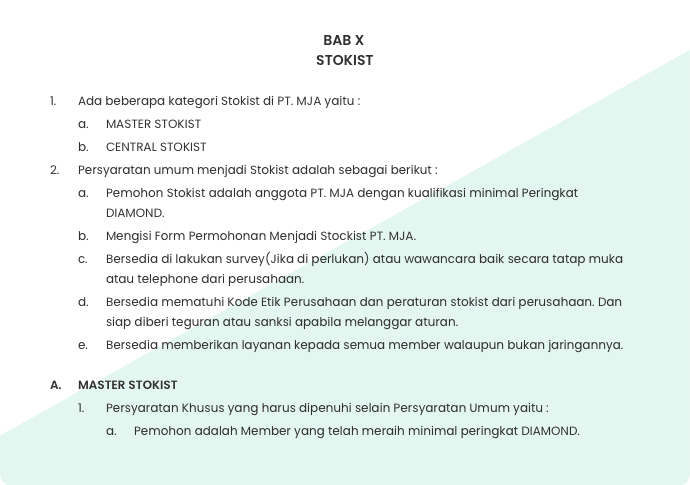 BAB X
STOKIST
1. Ada beberapa kategori Stokist di PT. MJA yaitu :
a. MASTER STOKIST
b. CENTRAL STOKIST
2. Persyaratan umum menjadi Stokist adalah sebagai berikut :
a. Pemohon Stokist adalah anggota PT. MJA dengan kualifikasi minimal Peringkat
DIAMOND.
b. Mengisi Form Permohonan Menjadi Stockist PT. MJA.
c. Bersedia di lakukan survey(Jika di perlukan) atau wawancara baik secara tatap muka
atau telephone dari perusahaan.
d. Bersedia mematuhi Kode Etik Perusahaan dan peraturan stokist dari perusahaan. Dan
siap diberi teguran atau sanksi apabila melanggar aturan.
e. Bersedia memberikan layanan kepada semua member walaupun bukan jaringannya.
A. MASTER STOKIST
1. Persyaratan Khusus yang harus dipenuhi selain Persyaratan Umum yaitu :
a. Pemohon adalah Member yang telah meraih minimal peringkat DIAMOND.